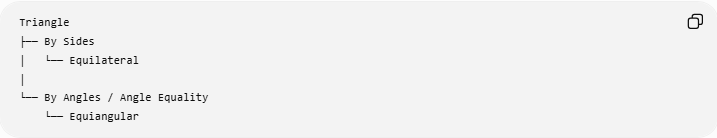 Triangle
├── By Sides
│   └── Equilateral
│
└── By Angles / Angle Equality
    └── Equiangular